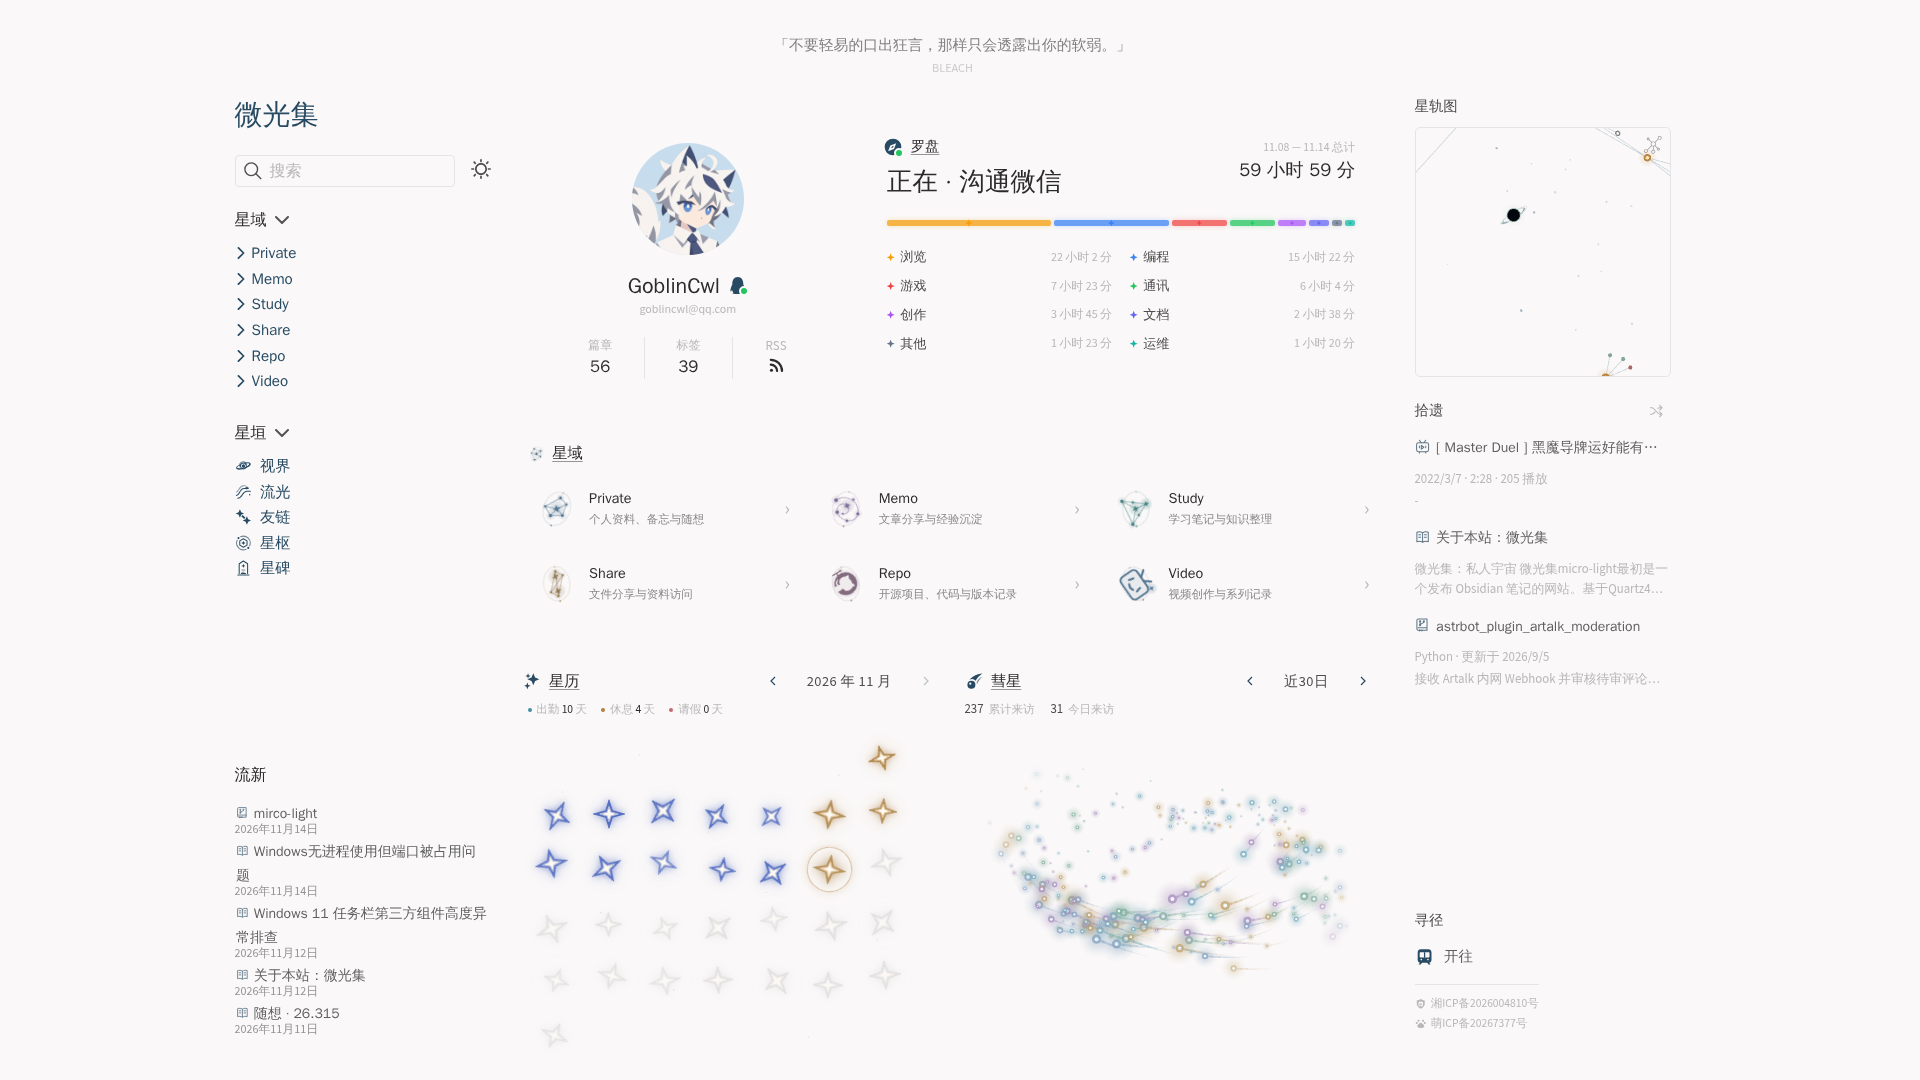 「不要轻易的口出狂言，那样只会透露出你的软弱。」
BLEACH
微光集
搜索
星域
Private
Memo
Study
Share
Repo
Video
星垣
视界
流光
友链
星枢
星碑
流新
mirco-light
2026年11月14日
Windows无进程使用但端口被占用问
题
2026年11月14日
Windows 11 任务栏第三方组件高度异
常排查
2026年11月12日
关于本站：微光集
2026年11月12日
随想 · 26.315
2026年11月11日
GoblinCwl
goblincwl@qq.com
篇章
56
标签
39
RSS
罗盘
正在 · 沟通微信
11.08 — 11.14 总计
59 小时 59 分
浏览 22 小时 2 分
编程 15 小时 22 分
游戏 7 小时 23 分
通讯 6 小时 4 分
创作 3 小时 45 分
文档 2 小时 38 分
其他 1 小时 23 分
运维 1 小时 20 分
星域
Private
个人资料、备忘与随想
Memo
文章分享与经验沉淀
Study
学习笔记与知识整理
Share
文件分享与资料访问
Repo
开源项目、代码与版本记录
Video
视频创作与系列记录
星历
2026 年 11 月
出勤 10 天 休息 4 天 请假 0 天
彗星
近30日
237 累计来访 31 今日来访
星轨图
拾遗
[ Master Duel ] 黑魔导牌运好能有…
2022/3/7 · 2:28 · 205 播放
-
关于本站：微光集
微光集：私人宇宙 微光集micro-light最初是一
个发布 Obsidian 笔记的网站。基于Quartz4…
astrbot_plugin_artalk_moderation
Python · 更新于 2026/9/5
接收 Artalk 内网 Webhook 并审核待审评论…
寻径
开往
湘ICP备2026004810号
萌ICP备20267377号